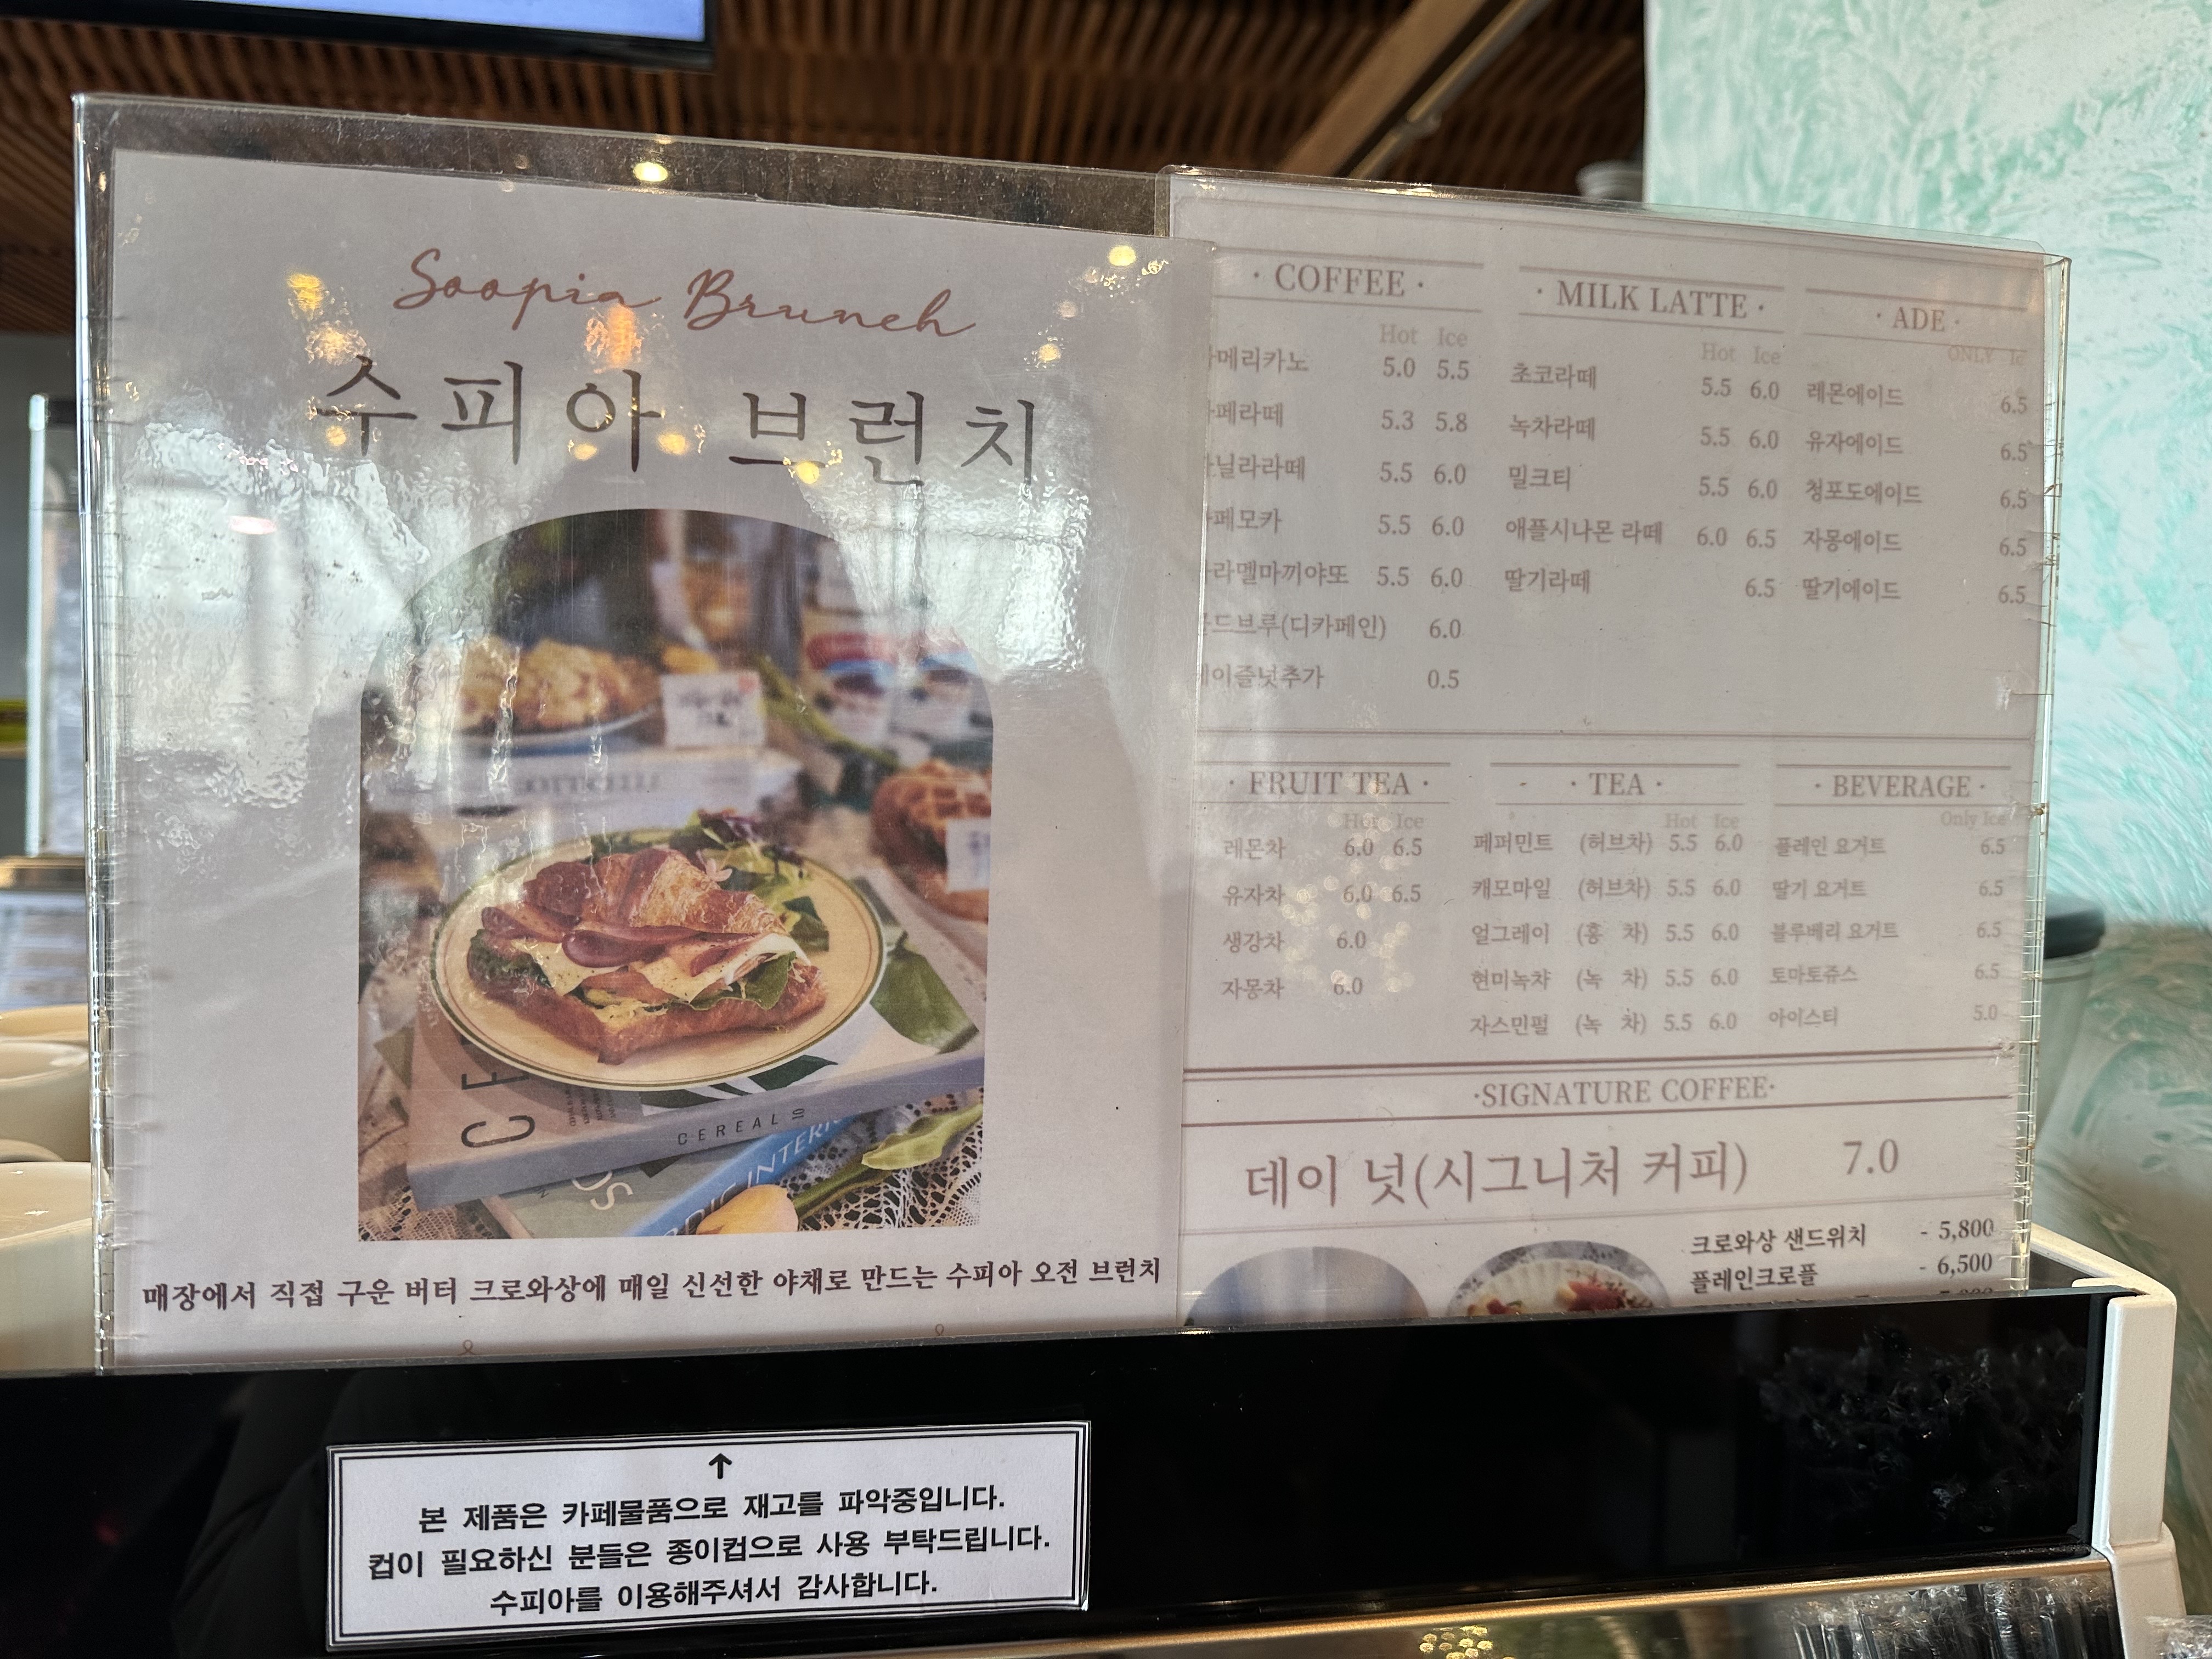 Soopia Brunch
수피아 브런치
CEREAL
매장에서 직접 구운 버터 크로와상에 매일 신선한 야채로 만드는 수피아 오전 브런치
· COFFEE ·
Hot Ice
메리카노 5.0 5.5
페라떼 5.3 5.8
닐라라떼 5.5 6.0
페모카 5.5 6.0
라멜마끼야또 5.5 6.0
드브루(디카페인) 6.0
이즐넛추가 0.5
· MILK LATTE ·
Hot Ice
초코라떼 5.5 6.0
녹차라떼 5.5 6.0
밀크티 5.5 6.0
애플시나몬 라떼 6.0 6.5
딸기라떼 6.5
· ADE ·
ONLY
레몬에이드 6.5
유자에이드 6.5
청포도에이드 6.5
자몽에이드 6.5
딸기에이드 6.5
· FRUIT TEA ·
Hot Ice
레몬차 6.0 6.5
유자차 6.0 6.5
생강차 6.0
자몽차 6.0
· TEA ·
Hot Ice
페퍼민트 (허브차) 5.5 6.0
캐모마일 (허브차) 5.5 6.0
얼그레이 (홍 차) 5.5 6.0
현미녹차 (녹 차) 5.5 6.0
자스민펄 (녹 차) 5.5 6.0
· BEVERAGE ·
Only Ice
플레인 요거트 6.5
딸기 요거트 6.5
블루베리 요거트 6.5
토마토쥬스 6.5
아이스티 5.0
·SIGNATURE COFFEE·
데이 넛(시그니처 커피) 7.0
크로와상 샌드위치 - 5,800
플레인크로플 - 6,500
↑
본 제품은 카페물품으로 재고를 파악중입니다.
컵이 필요하신 분들은 종이컵으로 사용 부탁드립니다.
수피아를 이용해주셔서 감사합니다.